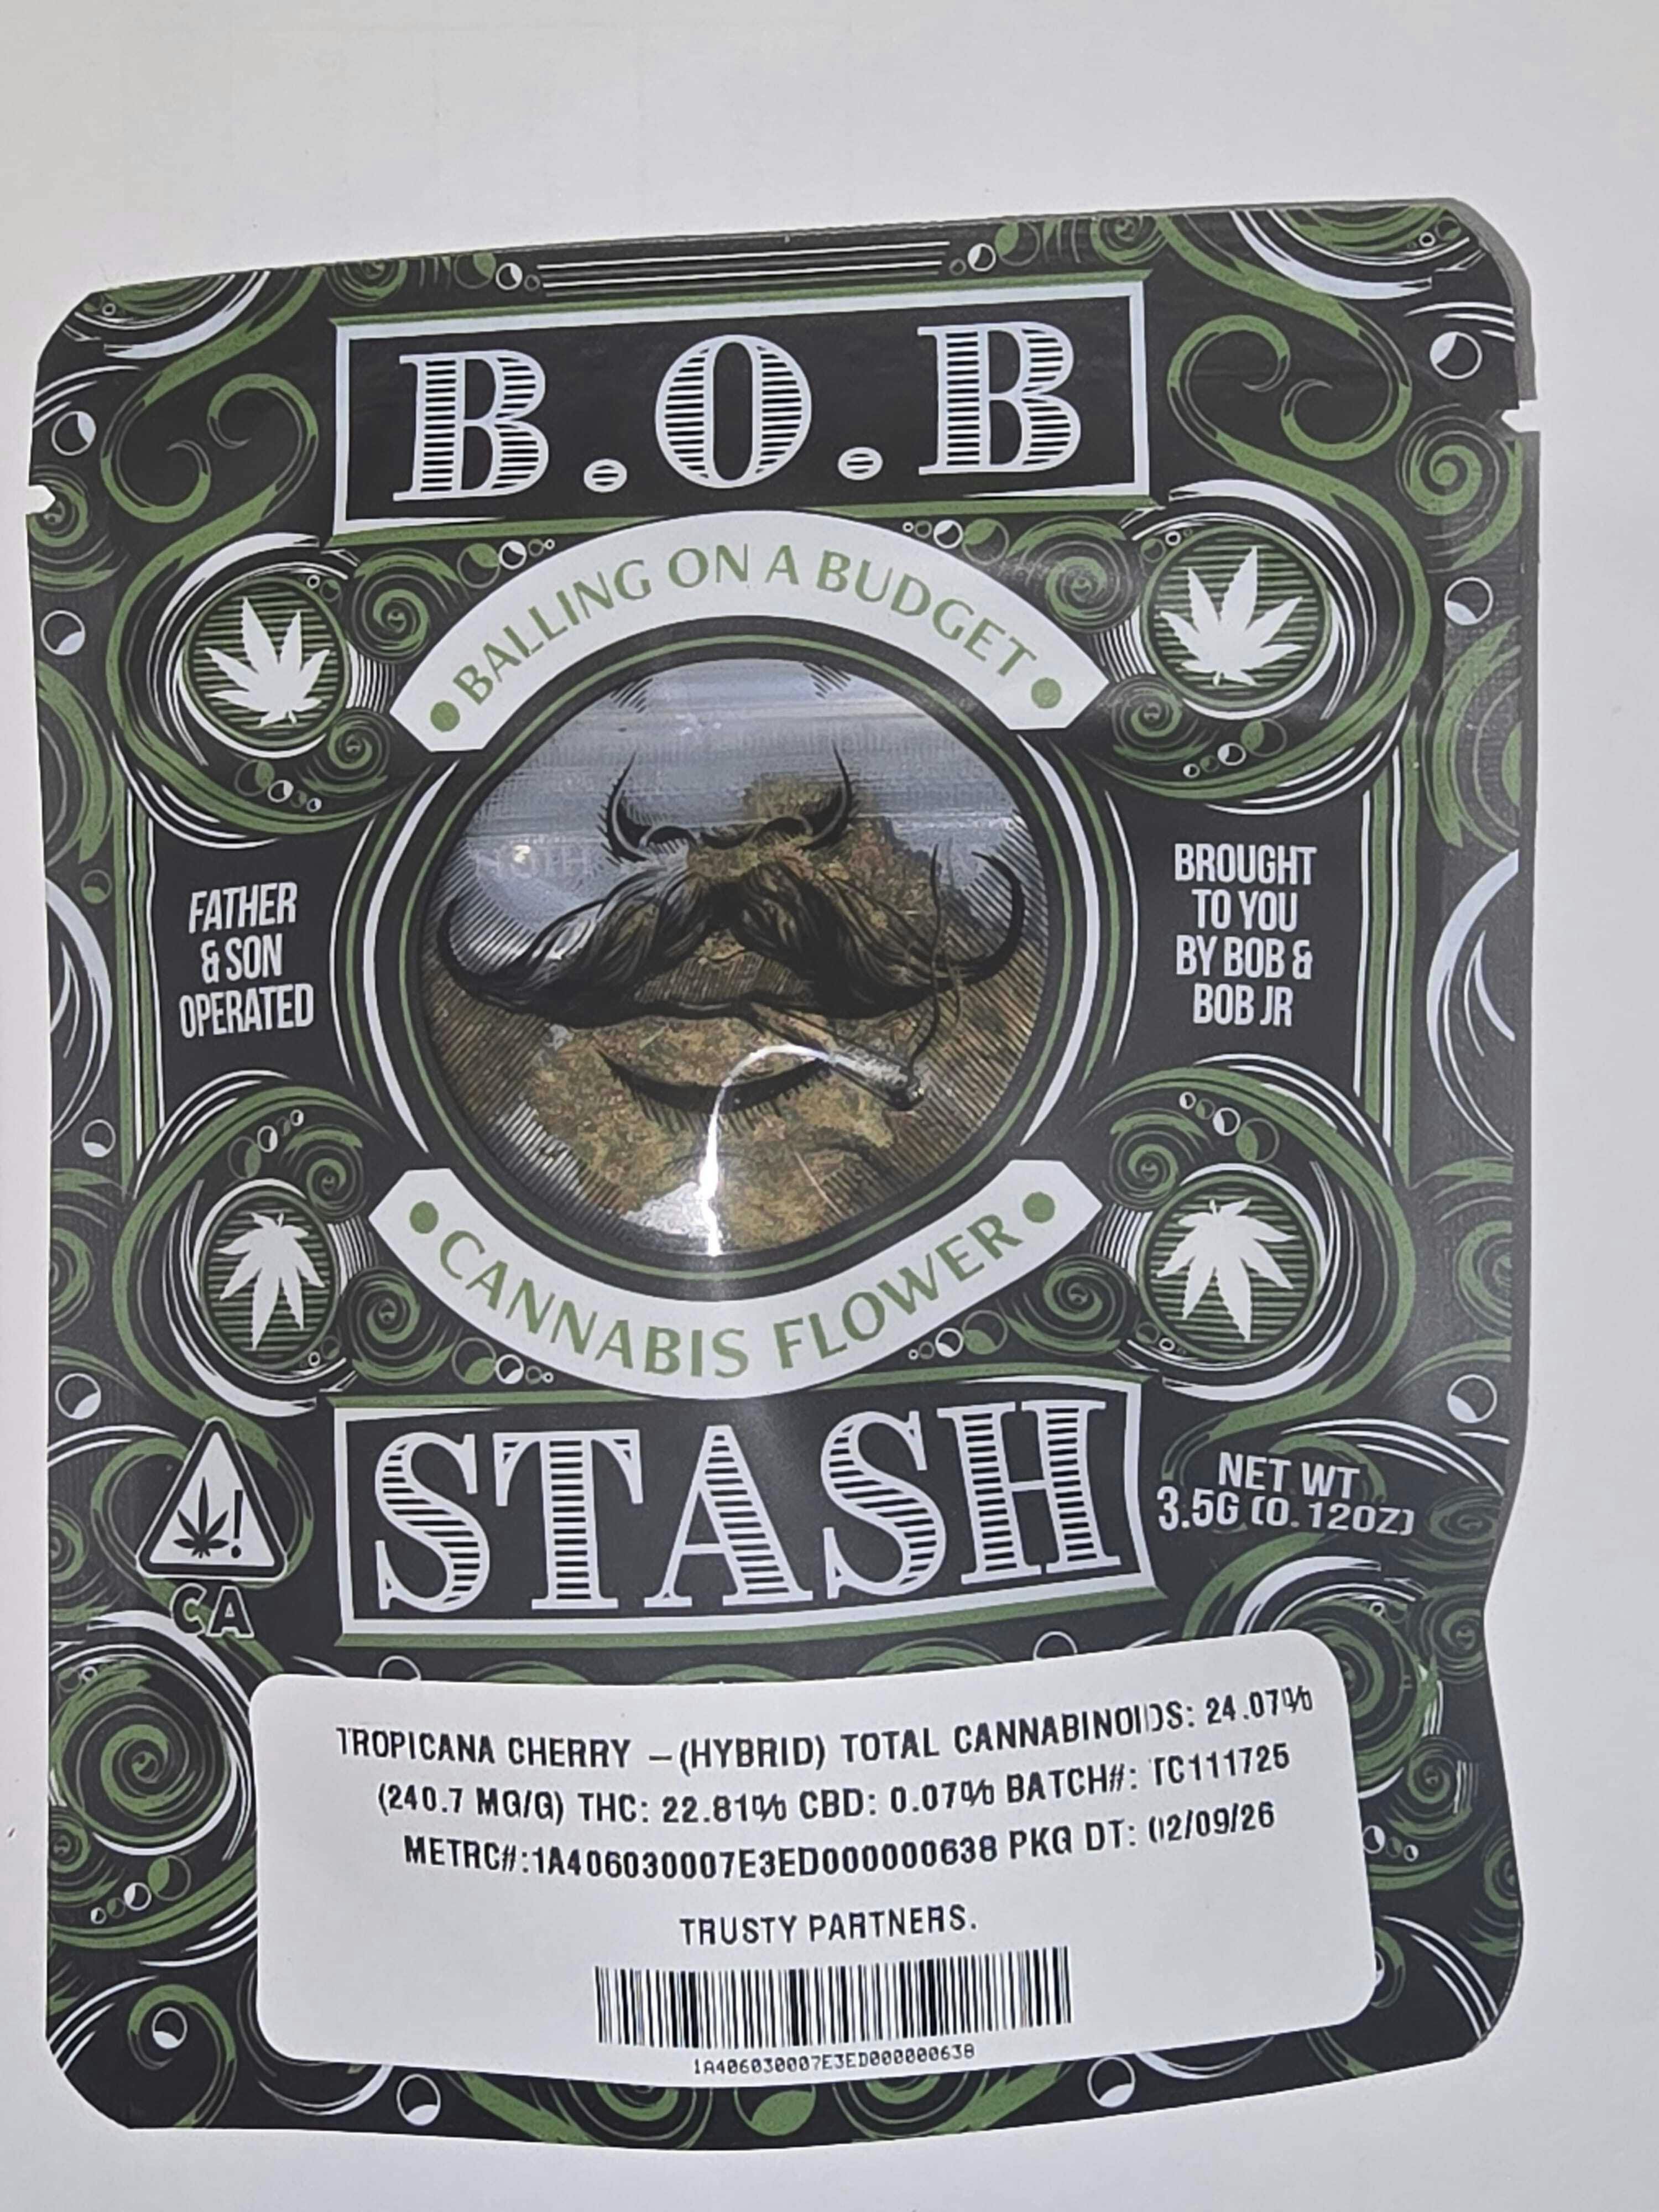 B.O.B
BALLING ON A BUDGET
FATHER
& SON
OPERATED
BROUGHT
TO YOU
BY BOB &
BOB JR
CANNABIS FLOWER
STASH
NET WT
3.5G (0.12OZ)
!
CA
TROPICANA CHERRY – (HYBRID) TOTAL CANNABINOIDS: 24.07%
(240.7 MG/G) THC: 22.81% CBD: 0.07% BATCH#: TC111725
METRC#:1A406030007E3ED000000638 PKG DT: 02/09/26
TRUSTY PARTNERS.
1A406030007E3ED000000638